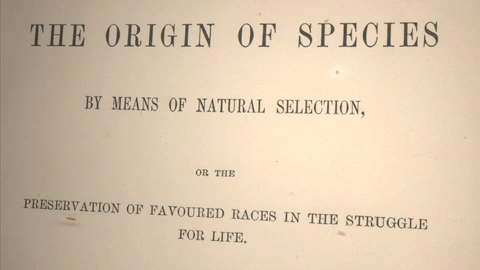 THE ORIGIN OF SPECIES
BY MEANS OF NATURAL SELECTION,
OR THE
PRESERVATION OF FAVOURED RACES IN THE STRUGGLE
FOR LIFE.